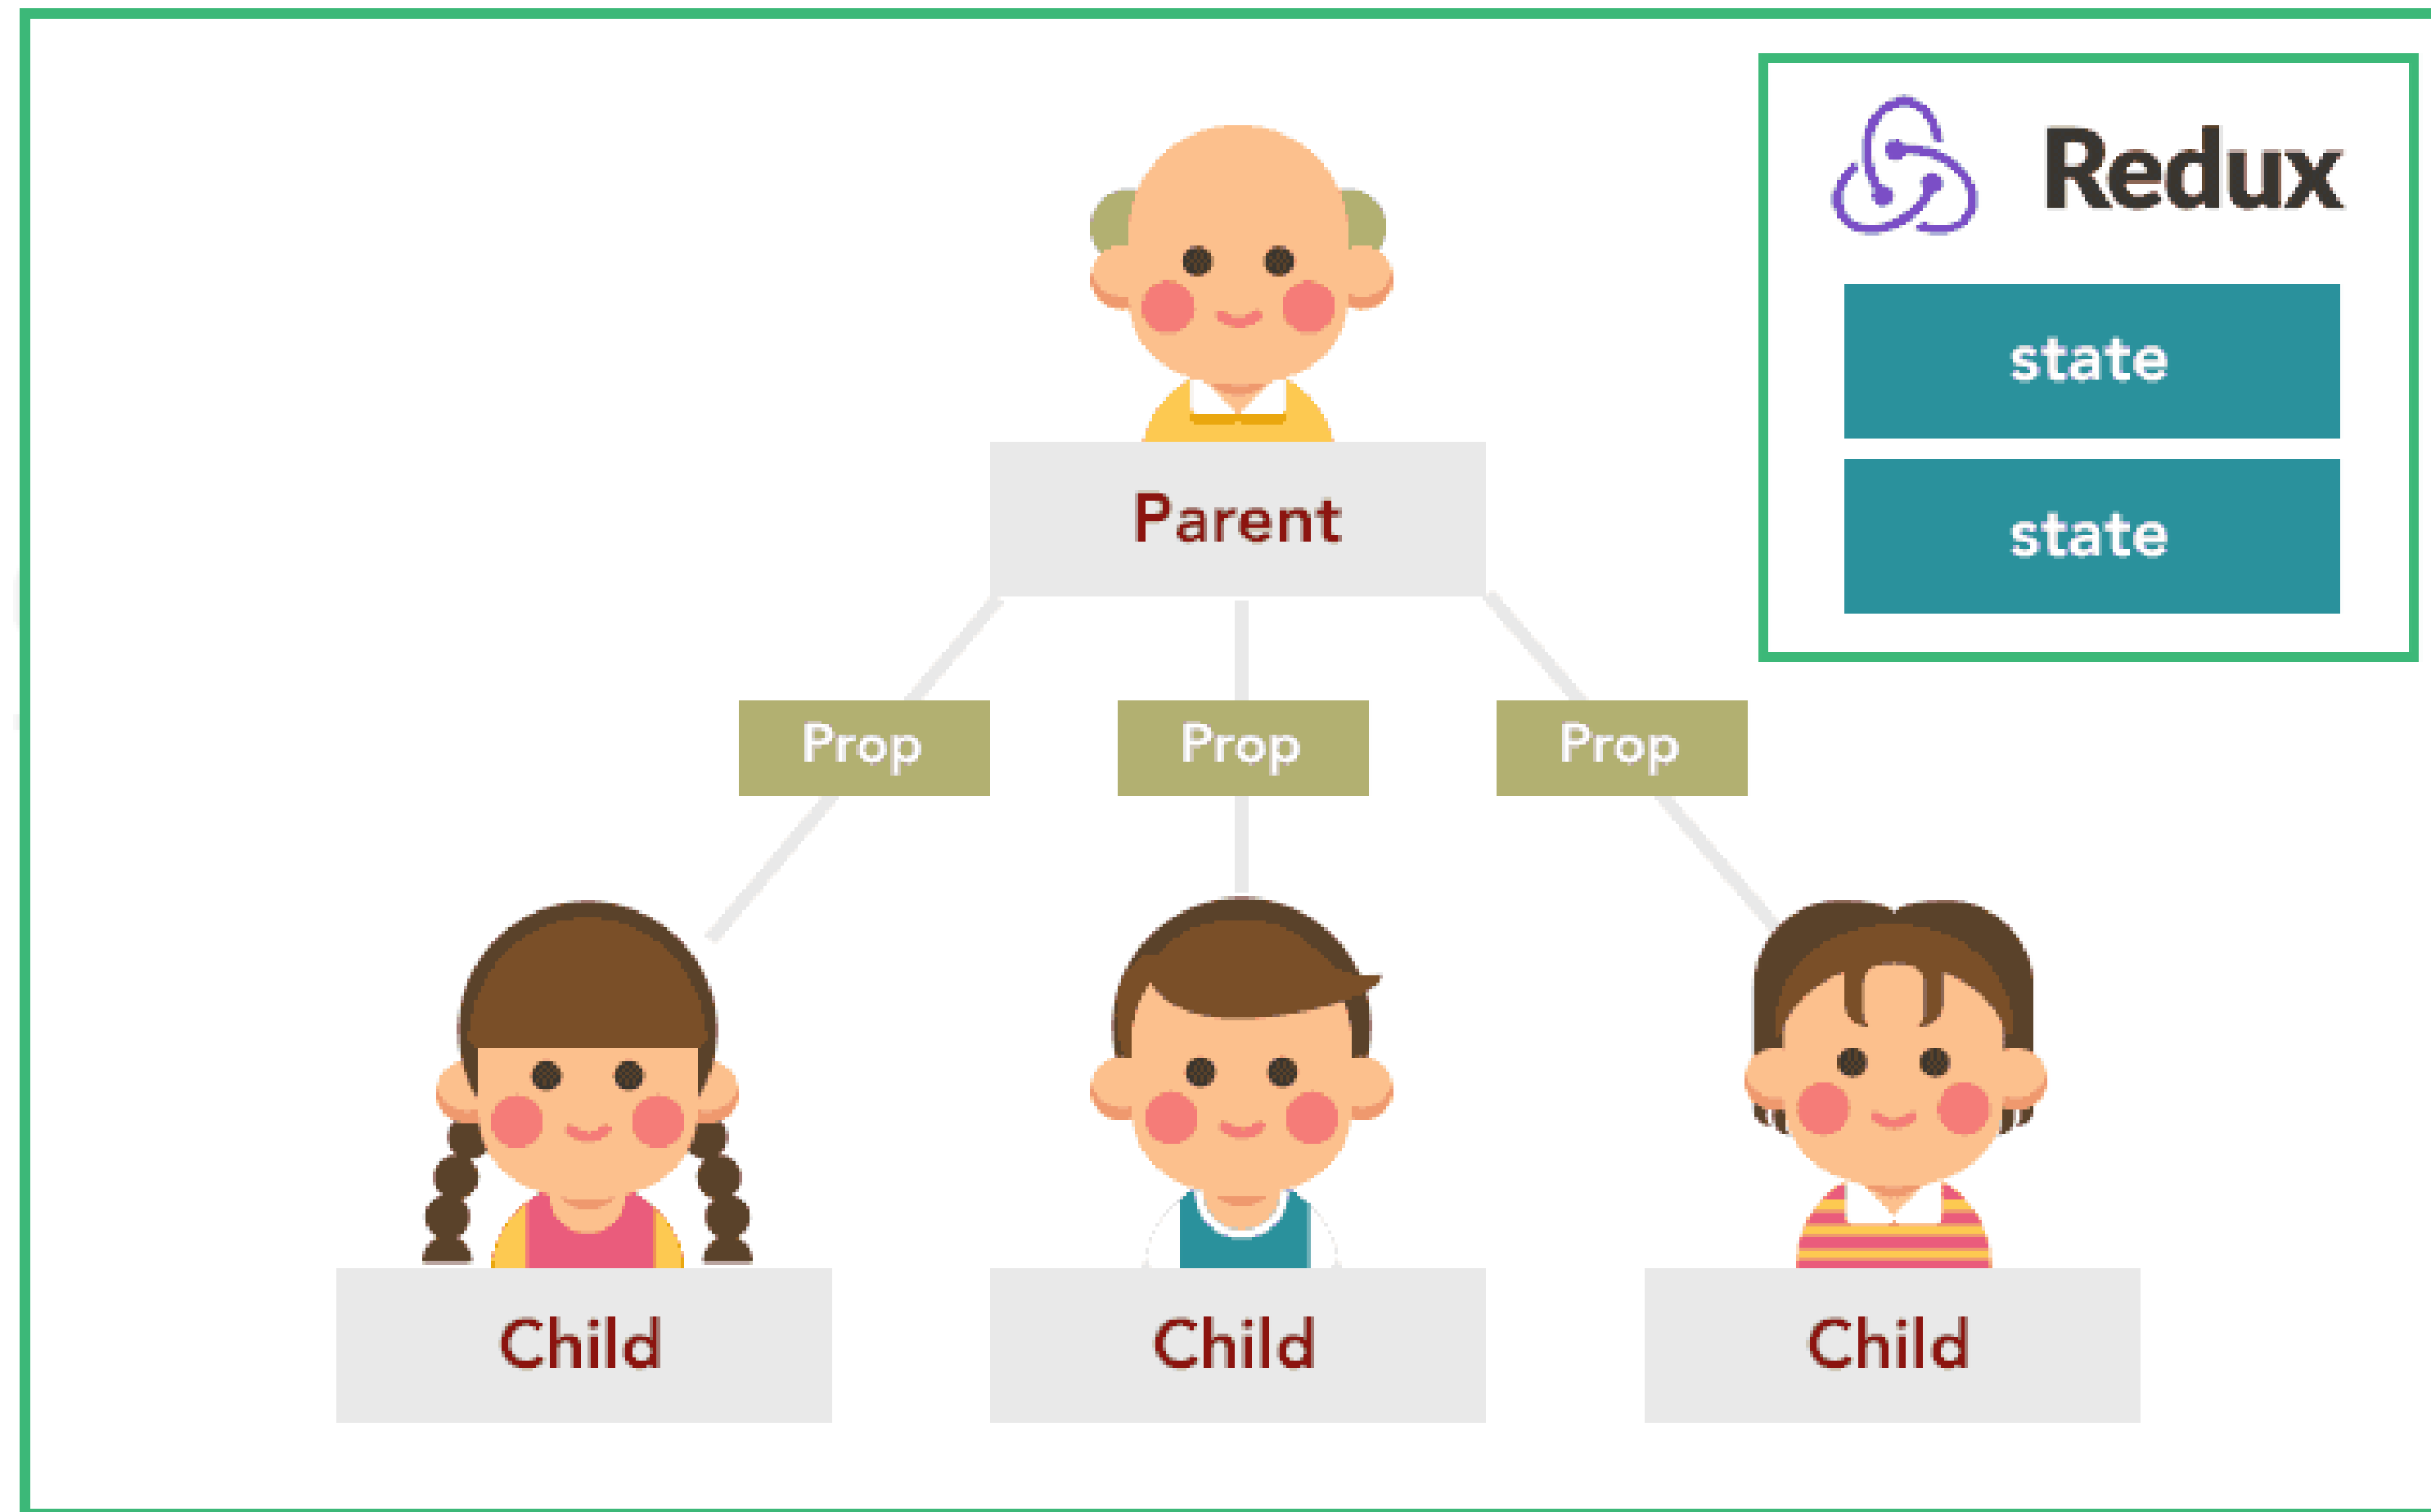 Redux
state
state
Parent
Prop
Prop
Prop
Child
Child
Child